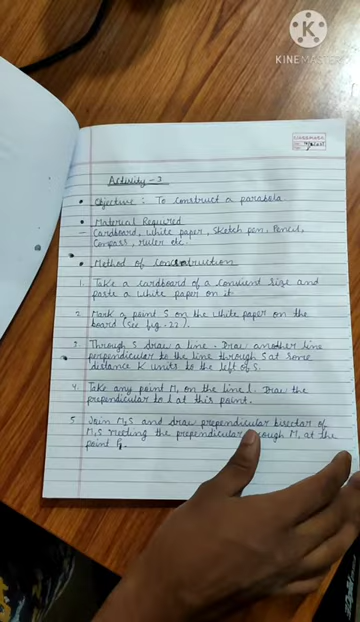 KINEMASTER
Activity - 3
• Objective : To construct a parabola
• Material Required
- Cardboard, White paper, Sketch pen, Pencil,
Compass, ruler etc.
• Method of Construction
1. Take a cardboard of a convient size and
paste a white paper on it
2. Mark a point S on the white paper on the
board (see fig-22).
3. Through S draw a line. Draw another line
perpendicular to the line through S at some
distance K units to the left of S.
4. Take any point M, on the line l. Draw the
prependicular to l at this point.
5. Join M,S and draw prependicular bisector of
M,S meeting the prependicular through M, at the
point